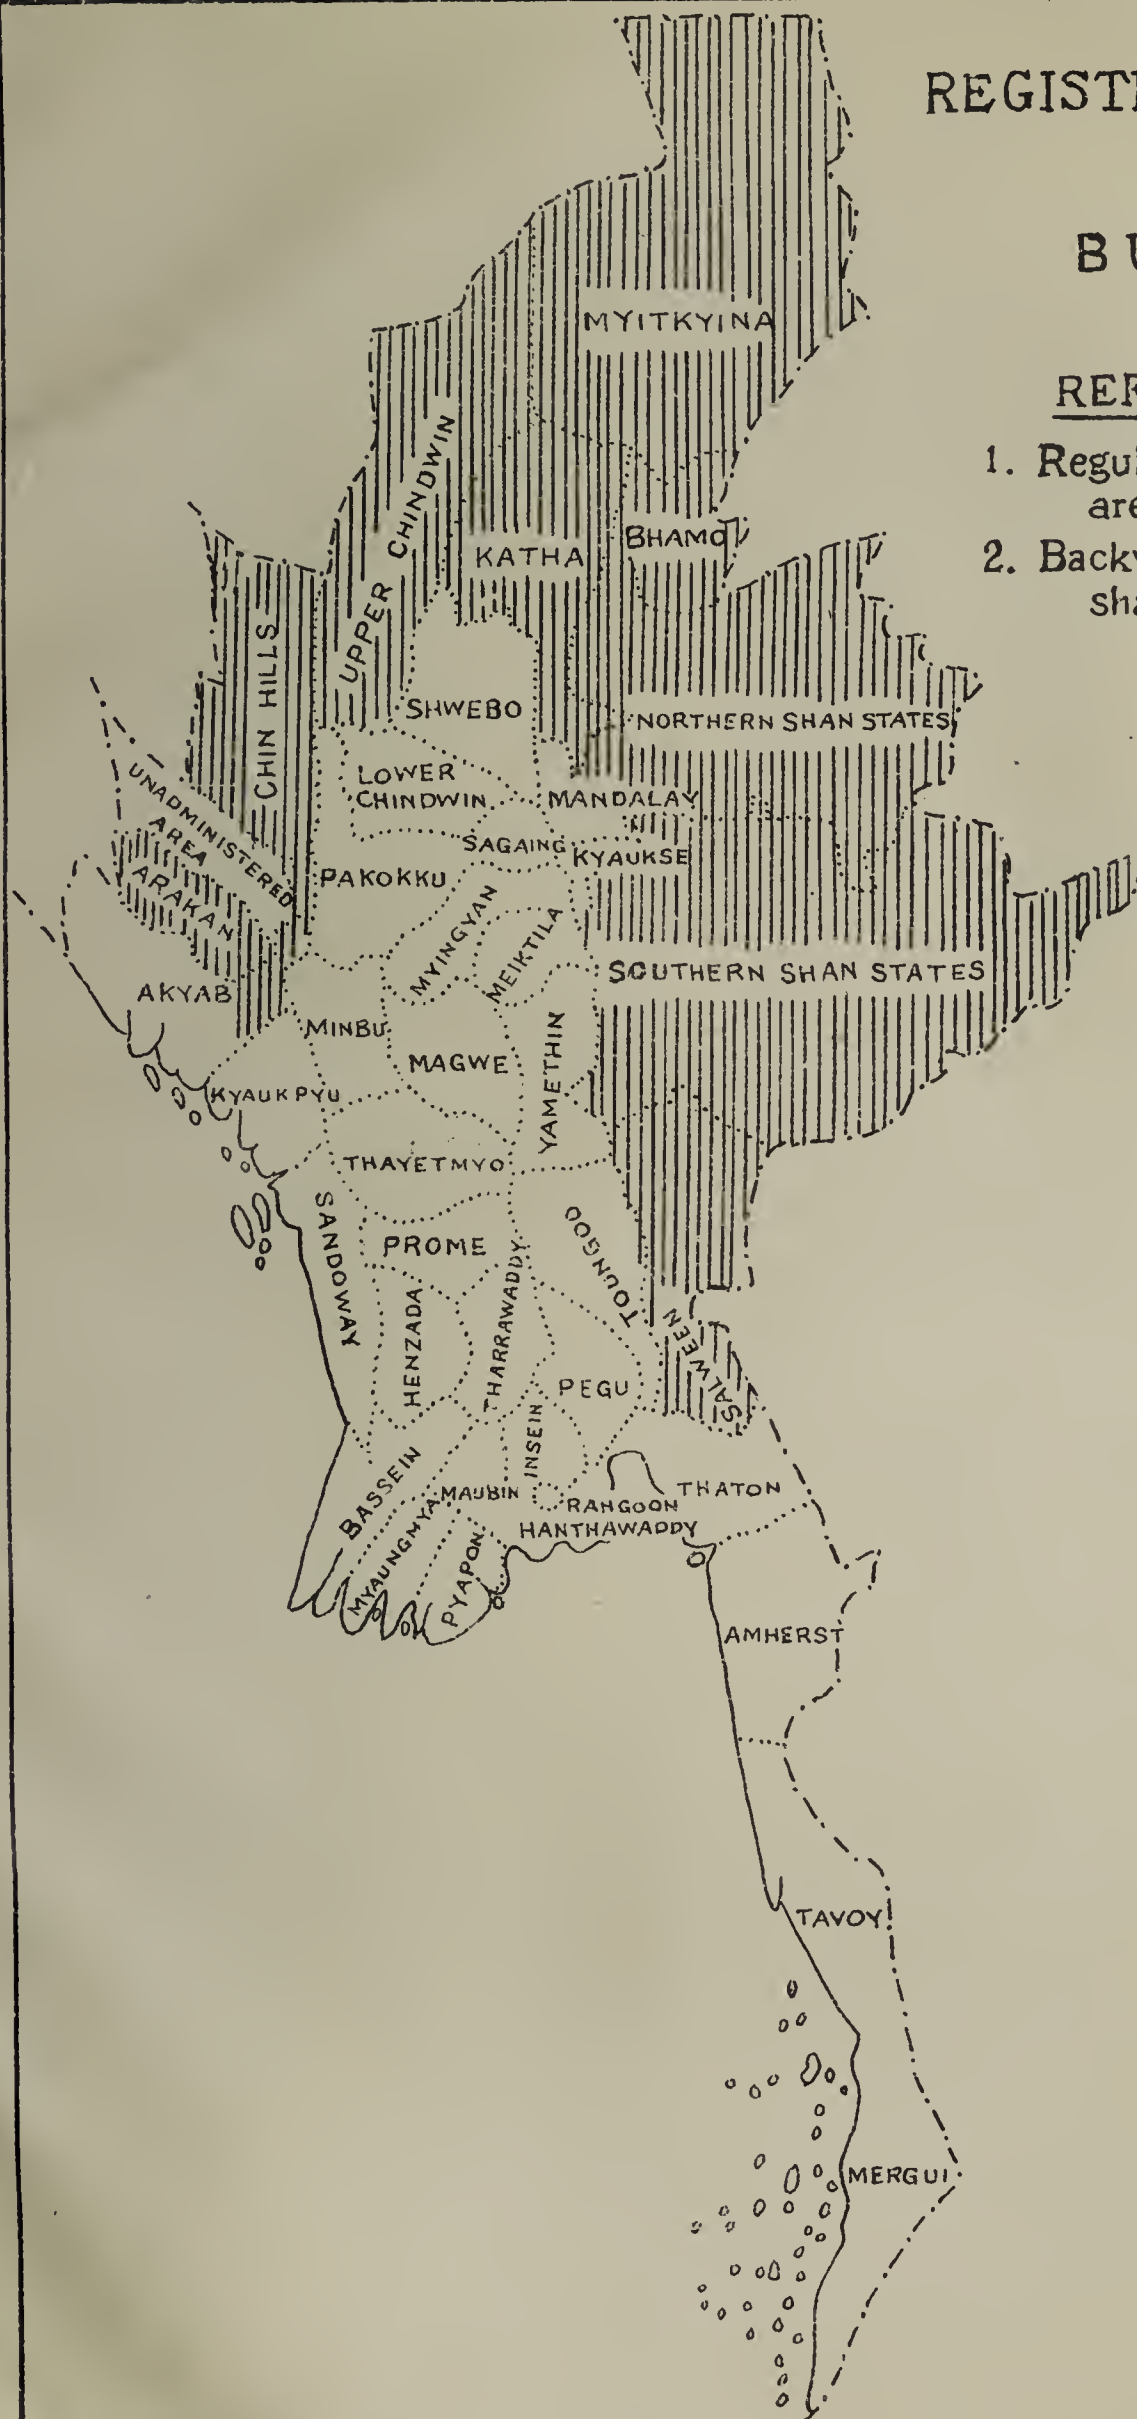 REGIST
BU
REF
1. Regul
are
2. Backw
sha
MYITKYINA
UPPER CHINDWIN
KATHA
BHAMO
CHIN HILLS
SHWEBO
NORTHERN SHAN STATES
LOWER
CHINDWIN
MANDALAY
UNADMINISTERED
AREA
SAGAING
KYAUKSE
PAKOKKU
ARAKAN
MYINGYAN
MEIKTILA
SOUTHERN SHAN STATES
AKYAB
MINBU
MAGWE
YAMETHIN
KYAUKPYU
THAYETMYO
SANDOWAY
PROME
TOUNGOO
HENZADA
THARRAWADDY
SALWEEN
PEGU
INSEIN
BASSEIN
MYAUNGMYA
MAUBIN
THATON
RANGOON
HANTHAWADDY
PYAPON
AMHERST
TAVOY
MERGUI